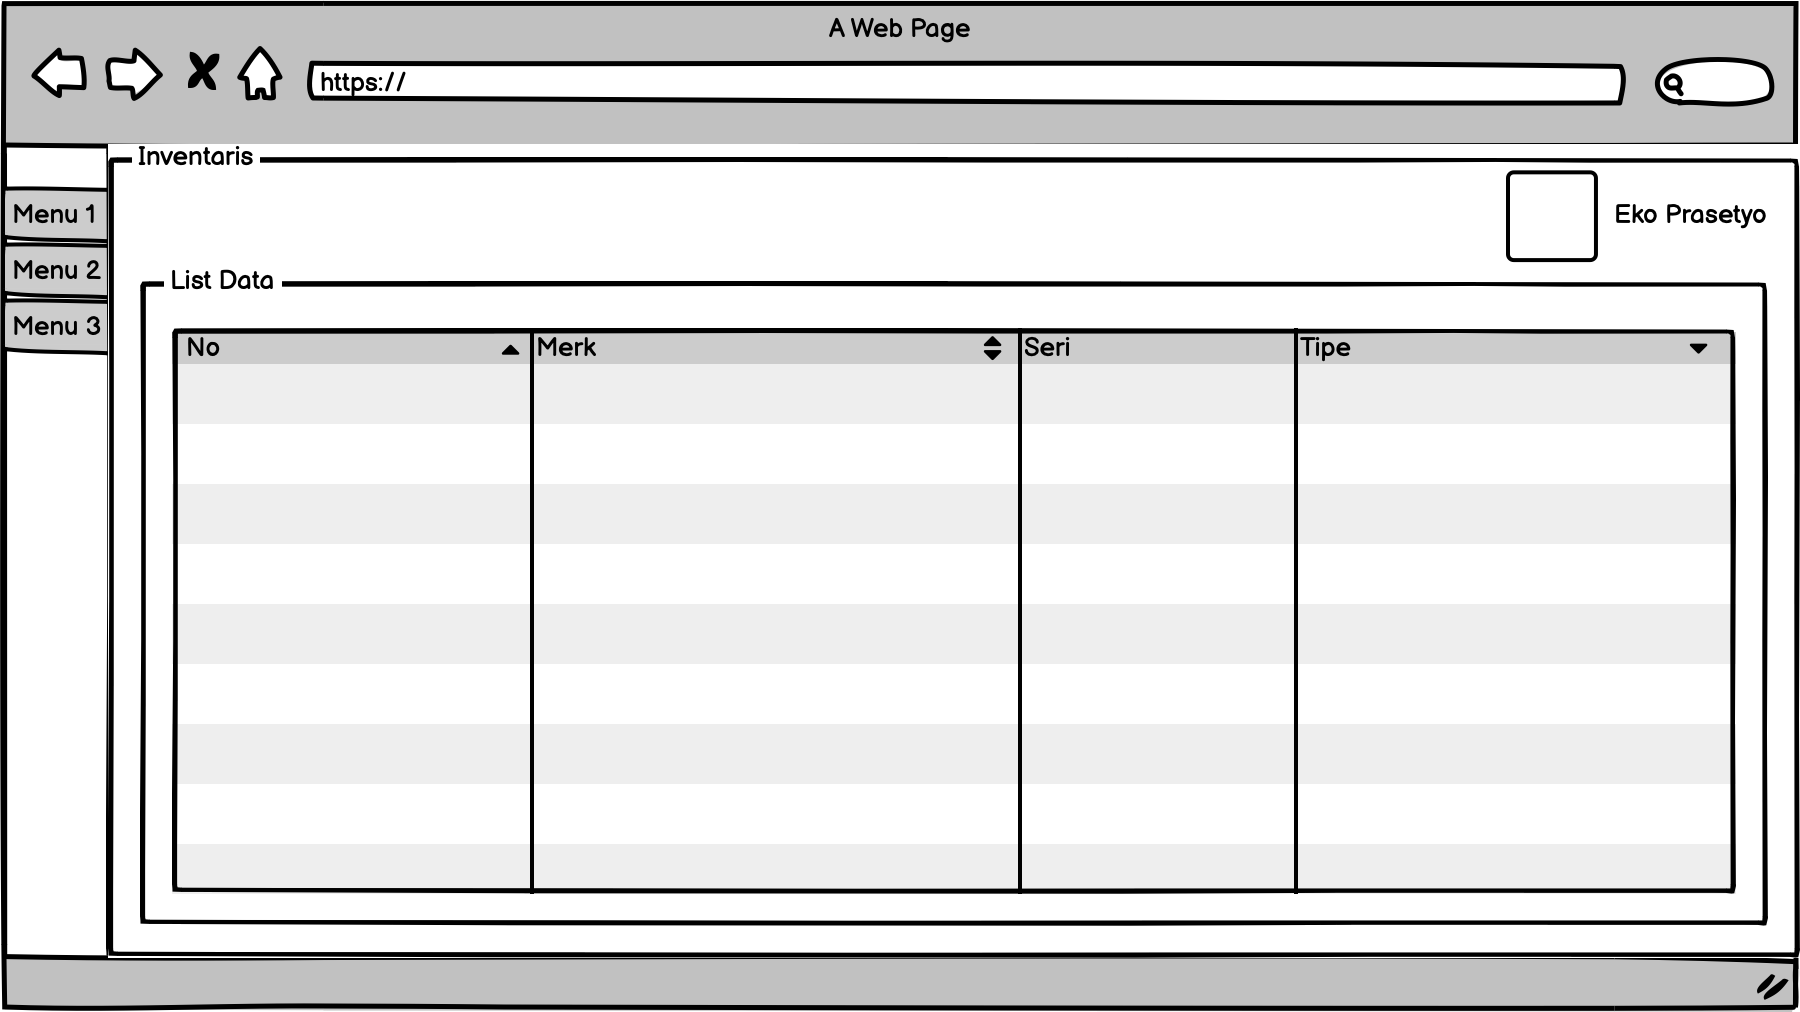 A Web Page
https://
Inventaris
Menu 1
Eko Prasetyo
Menu 2
List Data
Menu 3
No Merk Seri Tipe